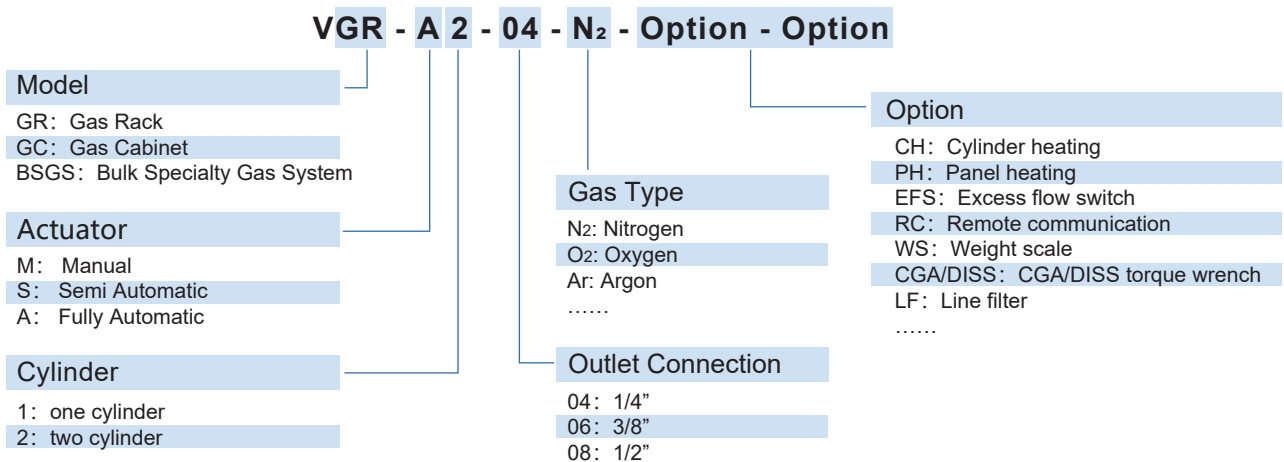 VGR - A 2 - 04 - N₂ - Option - Option
Model
GR：Gas Rack
GC：Gas Cabinet
BSGS：Bulk Specialty Gas System
Actuator
M： Manual
S： Semi Automatic
A： Fully Automatic
Cylinder
1：one cylinder
2：two cylinder
Gas Type
N2: Nitrogen
O2: Oxygen
Ar: Argon
……
Outlet Connection
04：1/4”
06：3/8”
08：1/2”
Option
CH：Cylinder heating
PH：Panel heating
EFS：Excess flow switch
RC：Remote communication
WS：Weight scale
CGA/DISS：CGA/DISS torque wrench
LF：Line filter
……